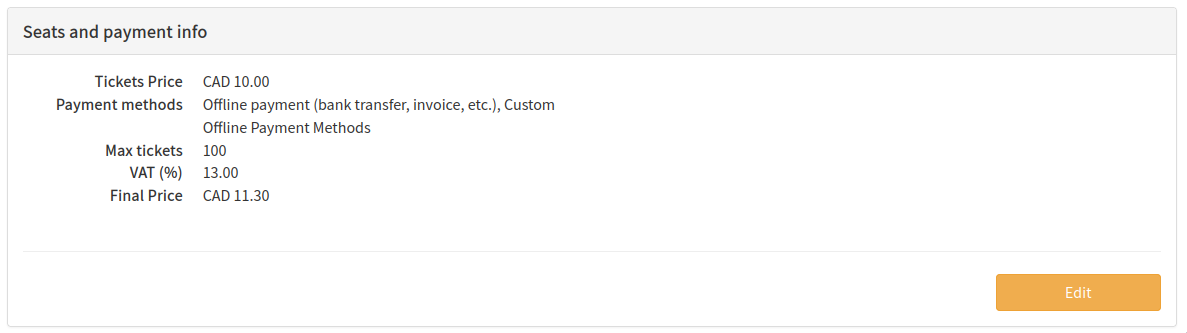 Seats and payment info
Tickets Price CAD 10.00
Payment methods Offline payment (bank transfer, invoice, etc.), Custom
Offline Payment Methods
Max tickets 100
VAT (%) 13.00
Final Price CAD 11.30
Edit